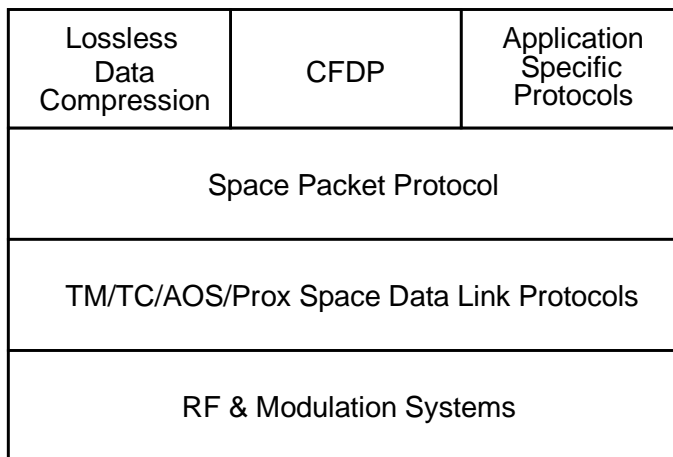 Lossless
Data
Compression
CFDP
Application
Specific
Protocols
Space Packet Protocol
TM/TC/AOS/Prox Space Data Link Protocols
RF & Modulation Systems